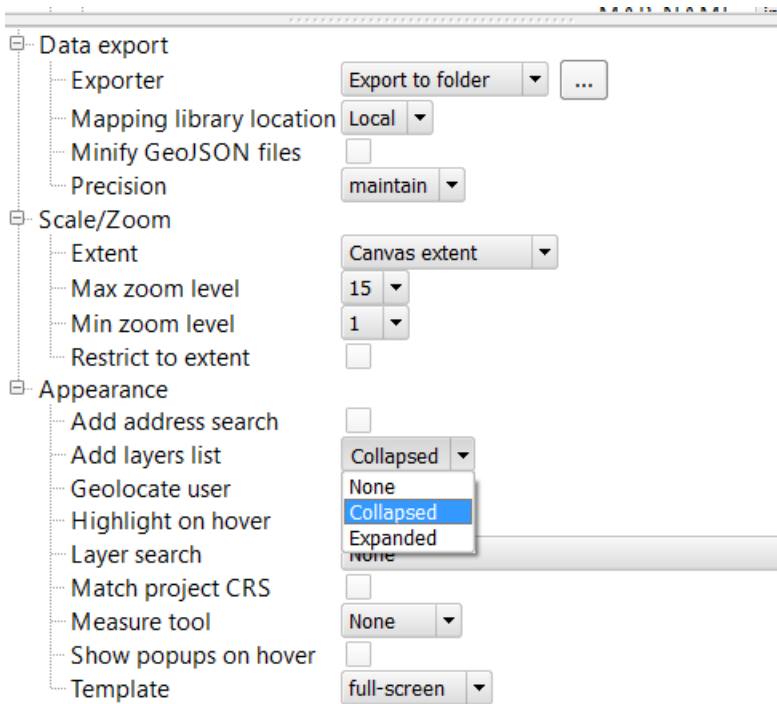 Data export
Exporter Export to folder ...
Mapping library location Local
Minify GeoJSON files
Precision maintain
Scale/Zoom
Extent Canvas extent
Max zoom level 15
Min zoom level 1
Restrict to extent
Appearance
Add address search
Add layers list Collapsed
Geolocate user None
Collapsed
Highlight on hover
Expanded
Layer search None
Match project CRS
Measure tool None
Show popups on hover
Template full-screen